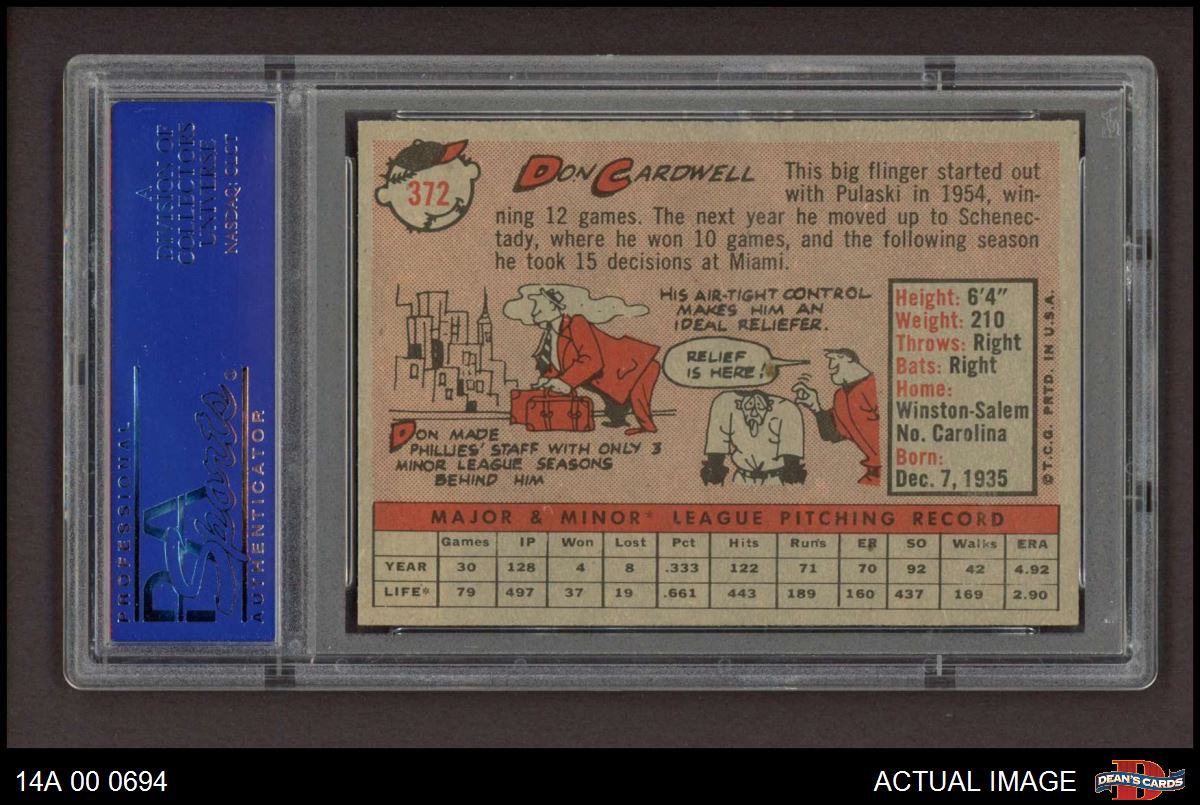 A
DIVISION OF
COLLECTORS
UNIVERSE
NASDAQ: CLCT
PROFESSIONAL
PSA
Sports
AUTHENTICATOR
372
DON CARDWELL
This big flinger started out
with Pulaski in 1954, win-
ning 12 games. The next year he moved up to Schenec-
tady, where he won 10 games, and the following season
he took 15 decisions at Miami.
HIS AIR-TIGHT CONTROL
MAKES HIM AN
IDEAL RELIEFER.
RELIEF
IS HERE!
DON MADE
PHILLIES' STAFF WITH ONLY 3
MINOR LEAGUE SEASONS
BEHIND HIM
Height: 6'4"
Weight: 210
Throws: Right
Bats: Right
Home:
Winston-Salem
No. Carolina
Born:
Dec. 7, 1935
© T.C.G. PRTD. IN U.S.A.
MAJOR & MINOR* LEAGUE PITCHING RECORD
Games IP Won Lost Pct Hits Runs ER SO Walks ERA
YEAR 30 128 4 8 .333 122 71 70 92 42 4.92
LIFE* 79 497 37 19 .661 443 189 160 437 169 2.90
14A 00 0694
ACTUAL IMAGE
D
DEAN'S CARDS